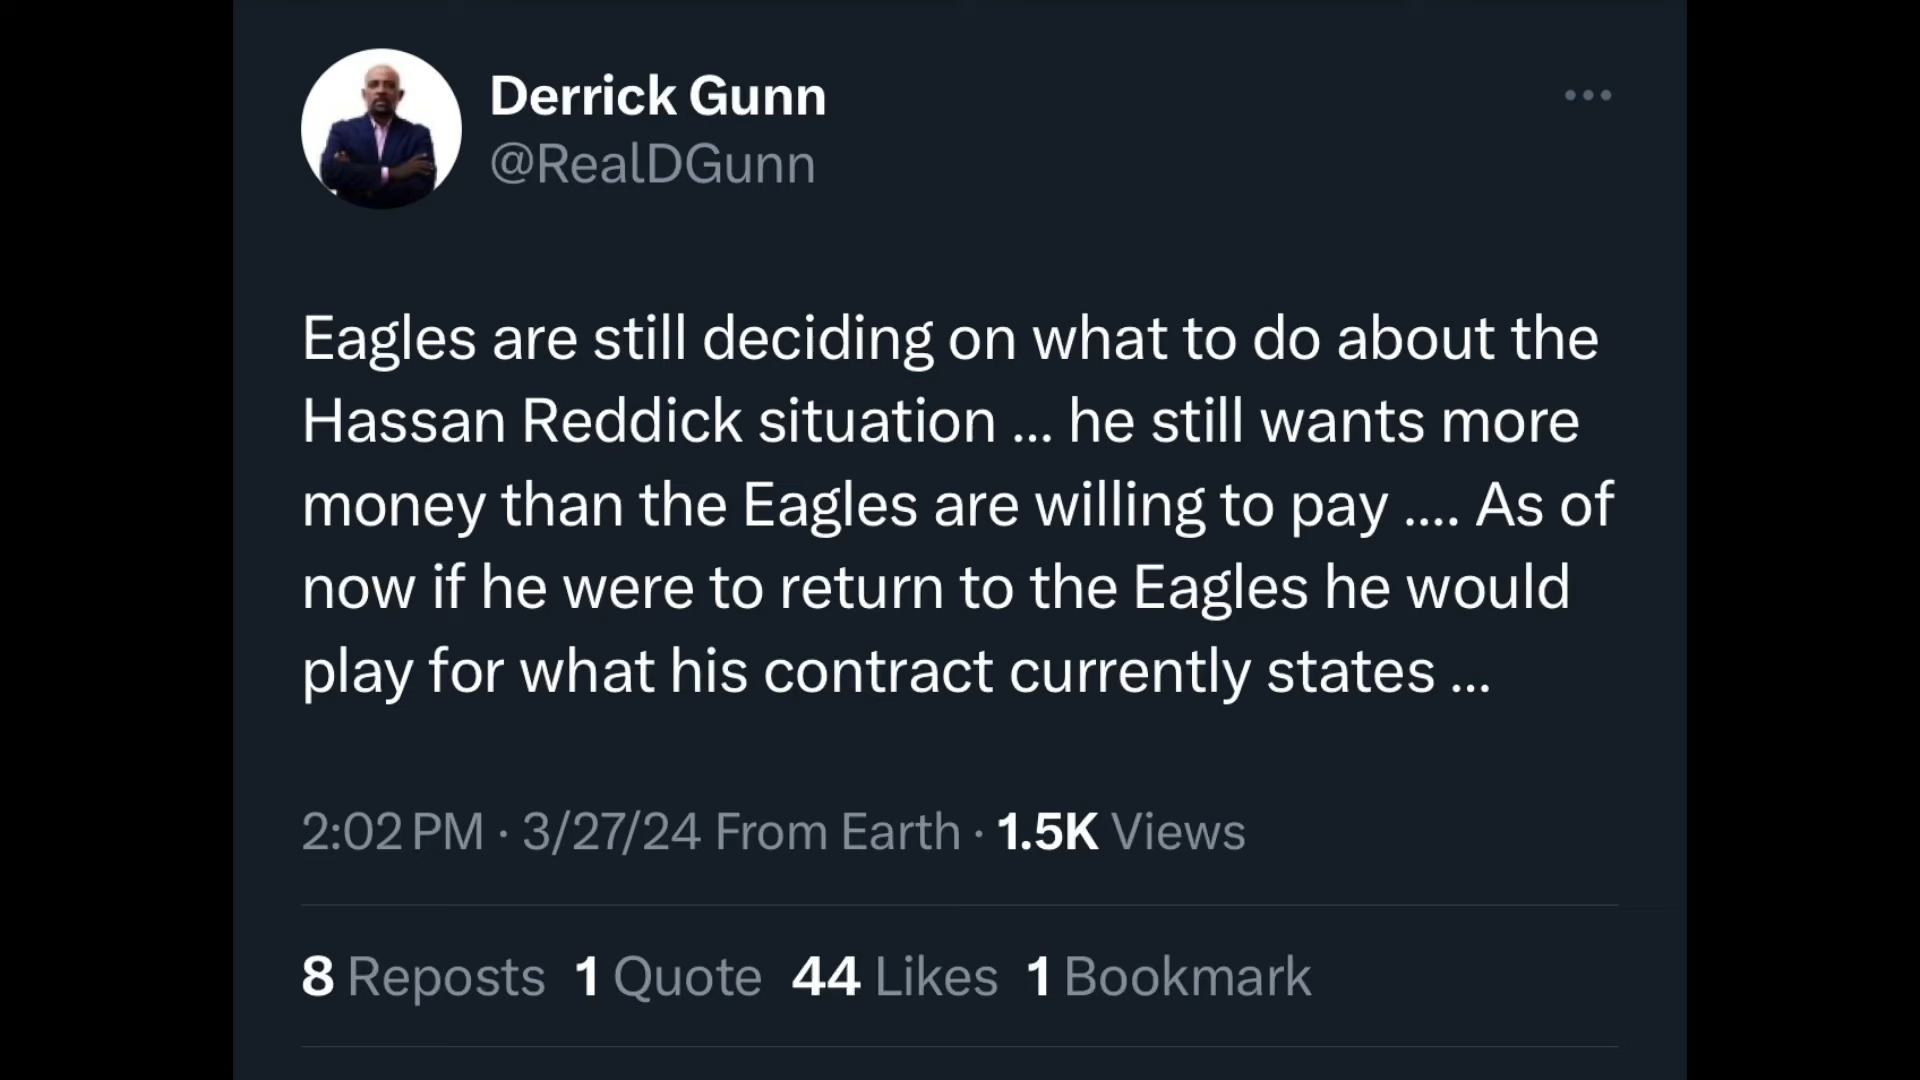 Derrick Gunn
@RealDGunn
Eagles are still deciding on what to do about the
Hassan Reddick situation ... he still wants more
money than the Eagles are willing to pay .... As of
now if he were to return to the Eagles he would
play for what his contract currently states ...
2:02 PM · 3/27/24 From Earth · 1.5K Views
8 Reposts 1 Quote 44 Likes 1 Bookmark